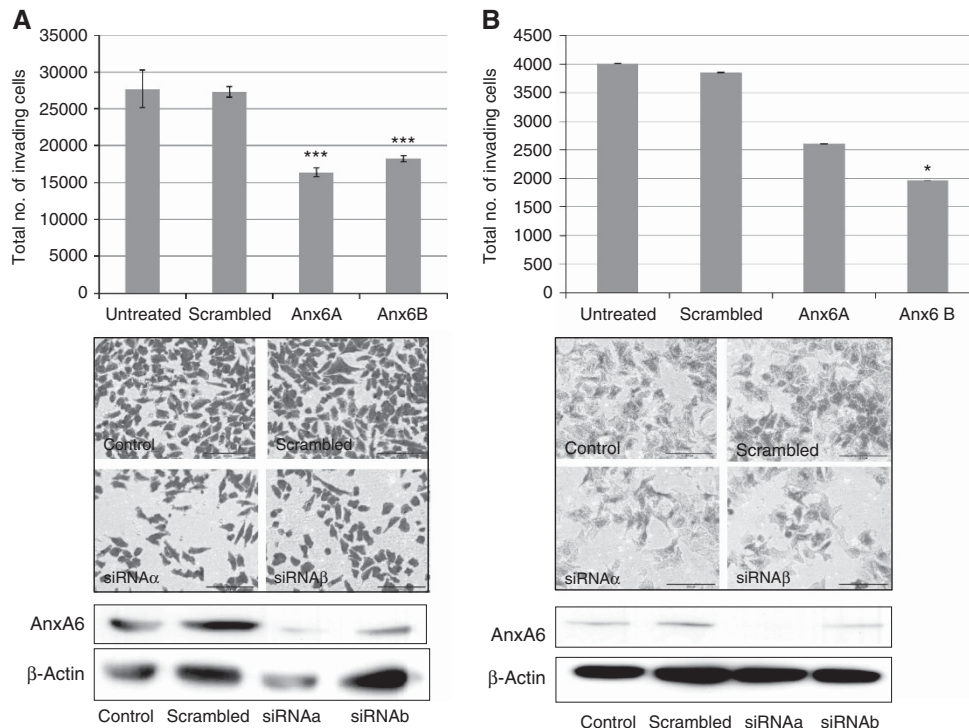 A
Total no. of invading cells
35000
30000
25000
20000
15000
10000
5000
0
***
***
Untreated Scrambled Anx6A Anx6B
Control
Scrambled
siRNAα
siRNAβ
AnxA6
β-Actin
Control Scrambled siRNAa siRNAb
B
Total no. of invading cells
4500
4000
3500
3000
2500
2000
1500
1000
500
0
*
Untreated Scrambled Anx6A Anx6 B
Control
Scrambled
siRNAα
siRNAβ
AnxA6
β-Actin
Control Scrambled siRNAa siRNAb